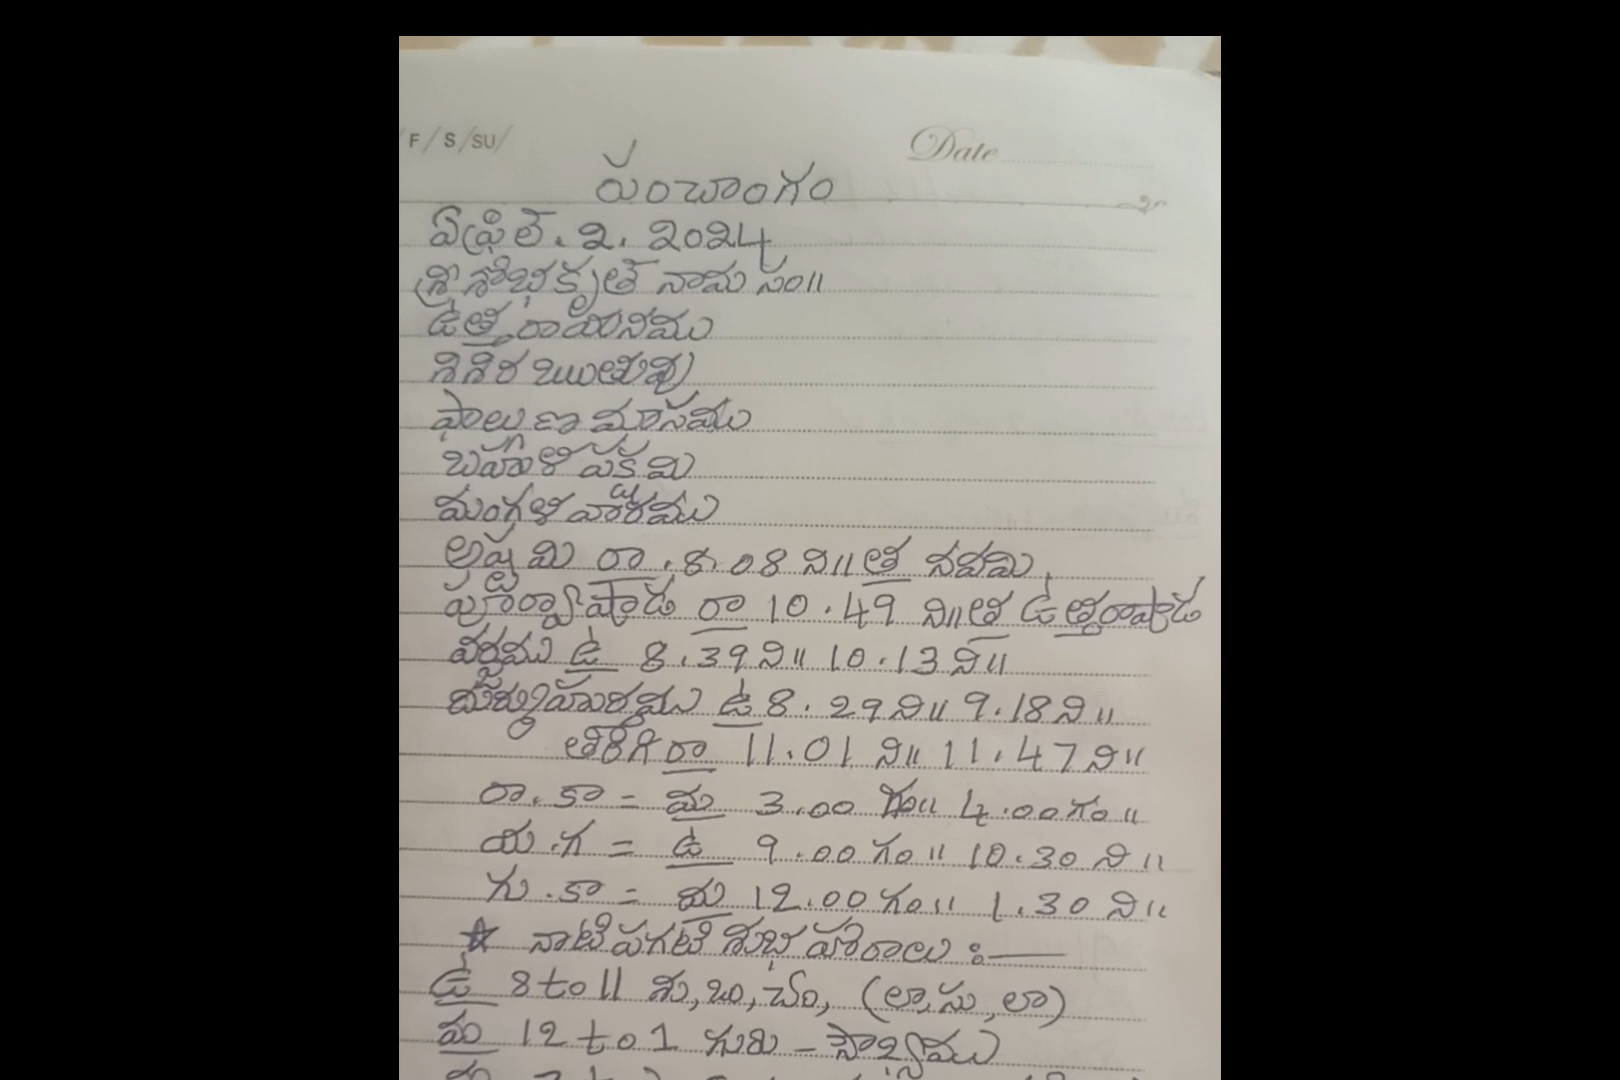 F / S / SU /
Date
పంచాంగం
ఏప్రిల్. 2. 2024
శ్రీ శోభకృత్ నామ సం॥
ఉత్తరాయనము
శిశిర ఋతువు
ఫాలుణ మాసము
బహుళ పక్షమి
మంగళ వారము
అష్టమి రా. 8.08 ని॥ త నవమి,
పూర్వాషాడ రా 10.49 ని॥ త ఉత్తరాషాడ
వర్జము ఉ 8.39 ని॥ 10.13 ని॥
దుర్ముహూర్తము ఉ 8.29 ని॥ 9.18 ని॥
తిరిగి రా 11.01 ని॥ 11.47 ని॥
రా.కా = మ 3.00 గం॥ 4.00 గం॥
య.గ = ఉ 9.00 గం॥ 10.30 ని॥
గు.కా = మ 12.00 గం॥ 1.30 ని॥
☆ నాటి పగటి శుభ హోరాలు :—
ఉ 8 to 11 శు, బు, చం, (లా, సు, లా)
మ 12 to 1 గురు – సౌఖ్యము